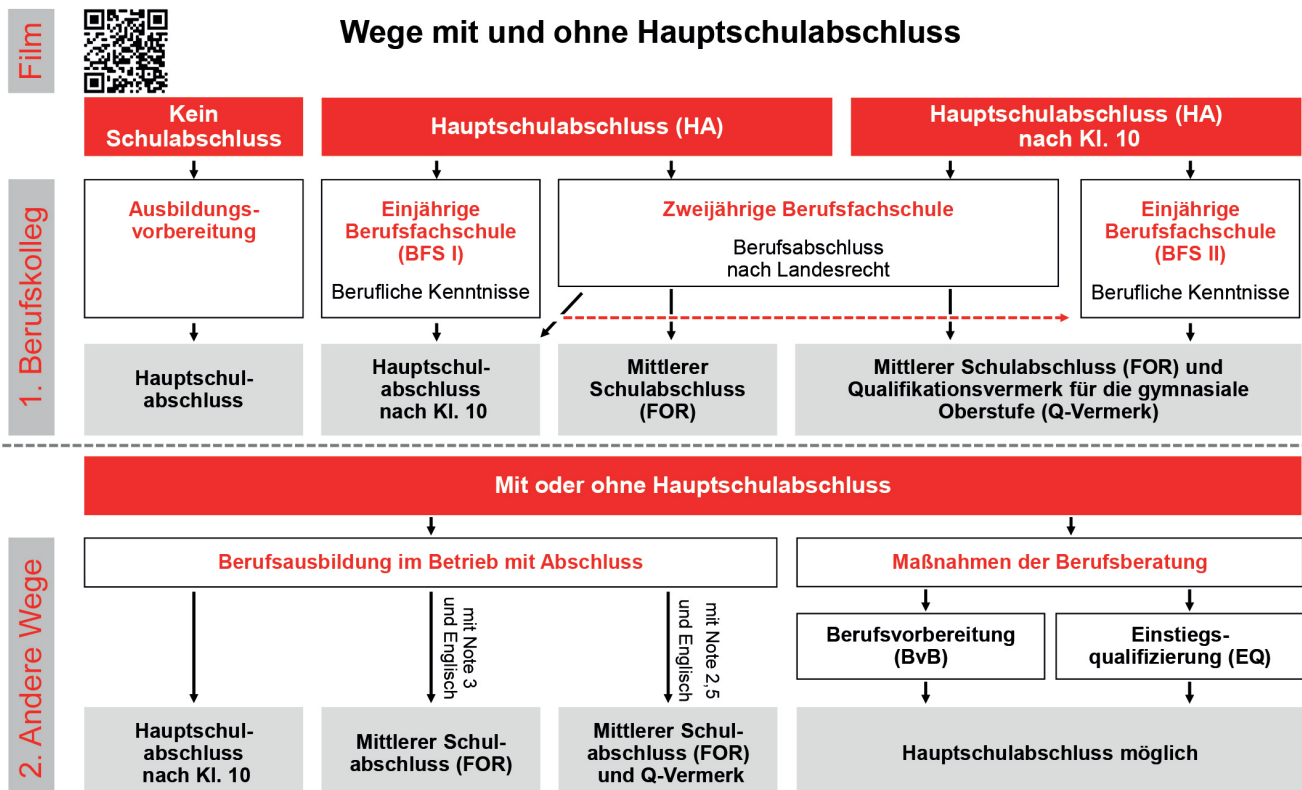 Film
Wege mit und ohne Hauptschulabschluss
Kein
Schulabschluss
Hauptschulabschluss (HA)
Hauptschulabschluss (HA)
nach Kl. 10
1. Berufskolleg
Ausbildungs-
vorbereitung
Einjährige
Berufsfachschule
(BFS I)
Berufliche Kenntnisse
Zweijährige Berufsfachschule
Berufsabschluss
nach Landesrecht
Einjährige
Berufsfachschule
(BFS II)
Berufliche Kenntnisse
Hauptschul-
abschluss
Hauptschul-
abschluss
nach Kl. 10
Mittlerer
Schulabschluss
(FOR)
Mittlerer Schulabschluss (FOR) und
Qualifikationsvermerk für die gymnasiale
Oberstufe (Q-Vermerk)
2. Andere Wege
Mit oder ohne Hauptschulabschluss
Berufsausbildung im Betrieb mit Abschluss
Maßnahmen der Berufsberatung
mit Note 3
und Englisch
mit Note 2,5
und Englisch
Berufsvorbereitung
(BvB)
Einstiegs-
qualifizierung (EQ)
Hauptschul-
abschluss
nach Kl. 10
Mittlerer Schul-
abschluss (FOR)
Mittlerer Schul-
abschluss (FOR)
und Q-Vermerk
Hauptschulabschluss möglich